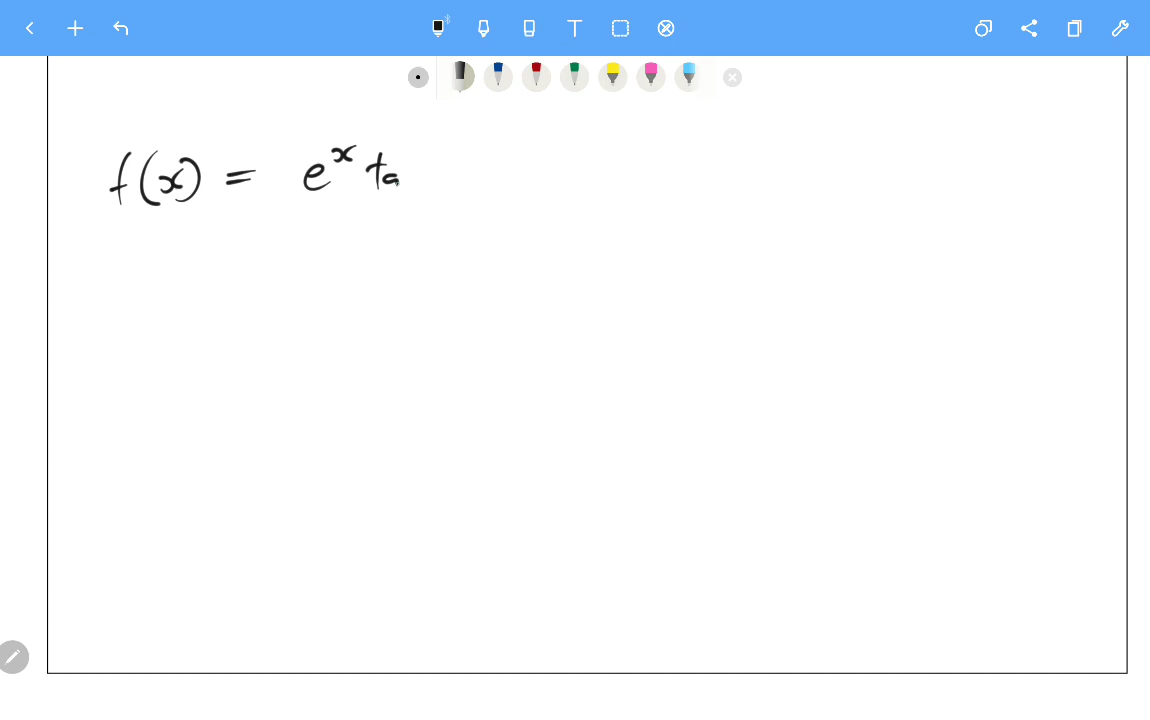 f(x) = e^x ta